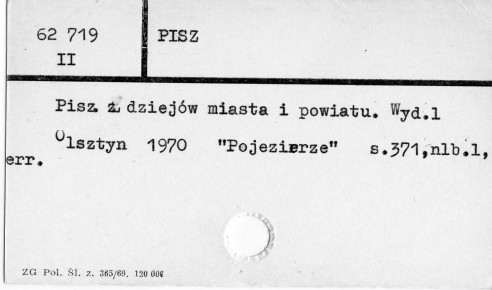 62 719
II
PISZ
Pisz z dziejów miasta i powiatu. Wyd.1
Olsztyn 1970 "Pojezierze" s.371,nlb.1,
err.
ZG Pol. Śl. z. 365/69. 120 000